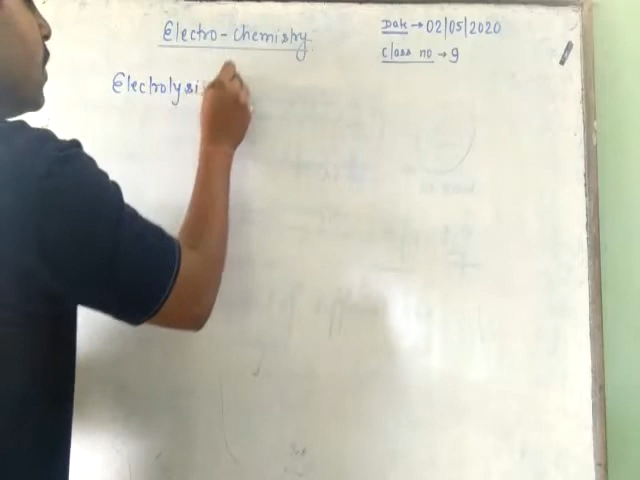 Electro-Chemistry
Date → 02/05/2020
Class no → 9
Electrolysi